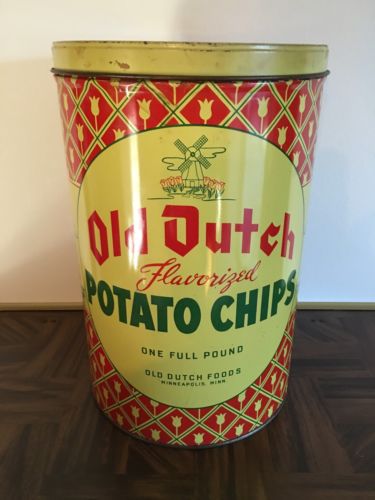 Old Dutch
Flavorized
POTATO CHIPS
ONE FULL POUND
OLD DUTCH FOODS
MINNEAPOLIS, MINN.